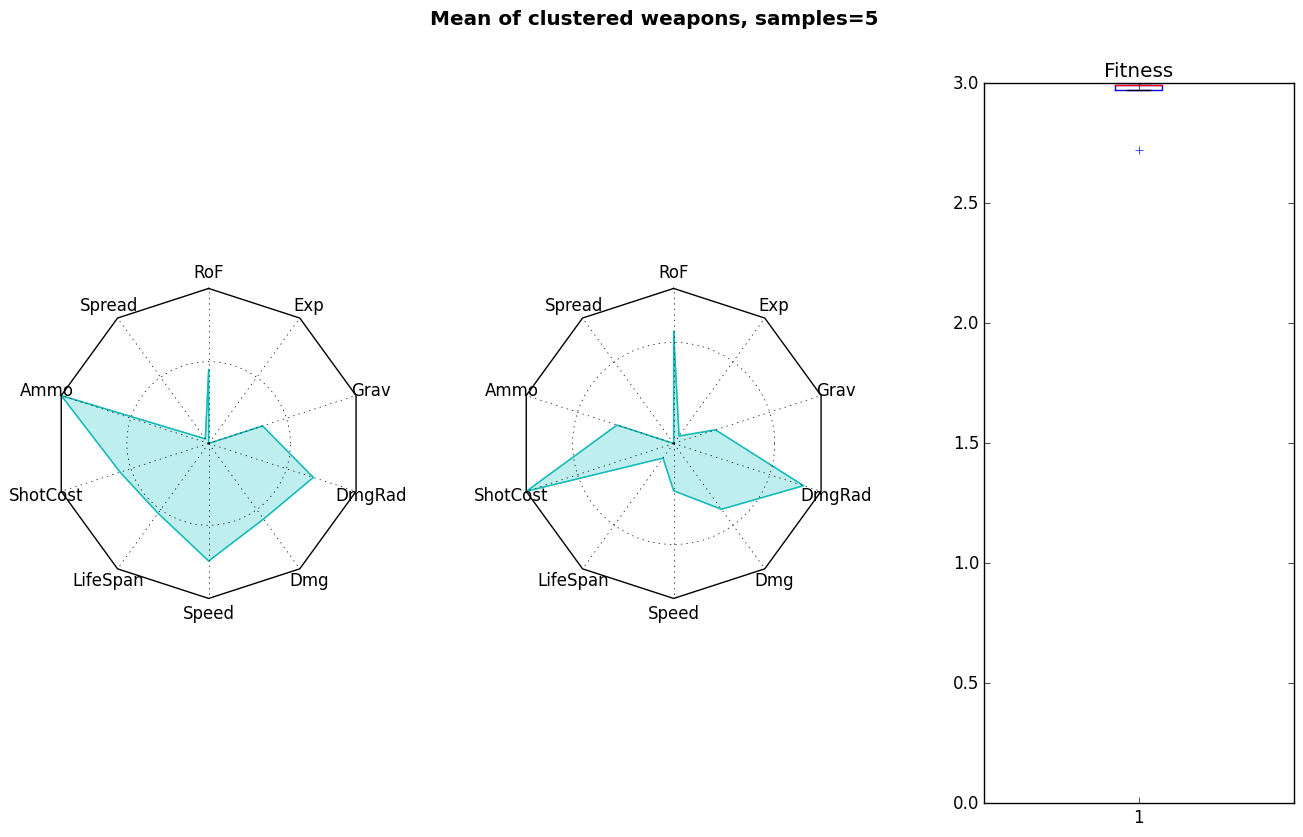 Mean of clustered weapons, samples=5
RoF
Exp
Grav
DmgRad
Dmg
Speed
LifeSpan
ShotCost
Ammo
Spread
RoF
Exp
Grav
DmgRad
Dmg
Speed
LifeSpan
ShotCost
Ammo
Spread
Fitness
3.0
2.5
2.0
1.5
1.0
0.5
0.0
1